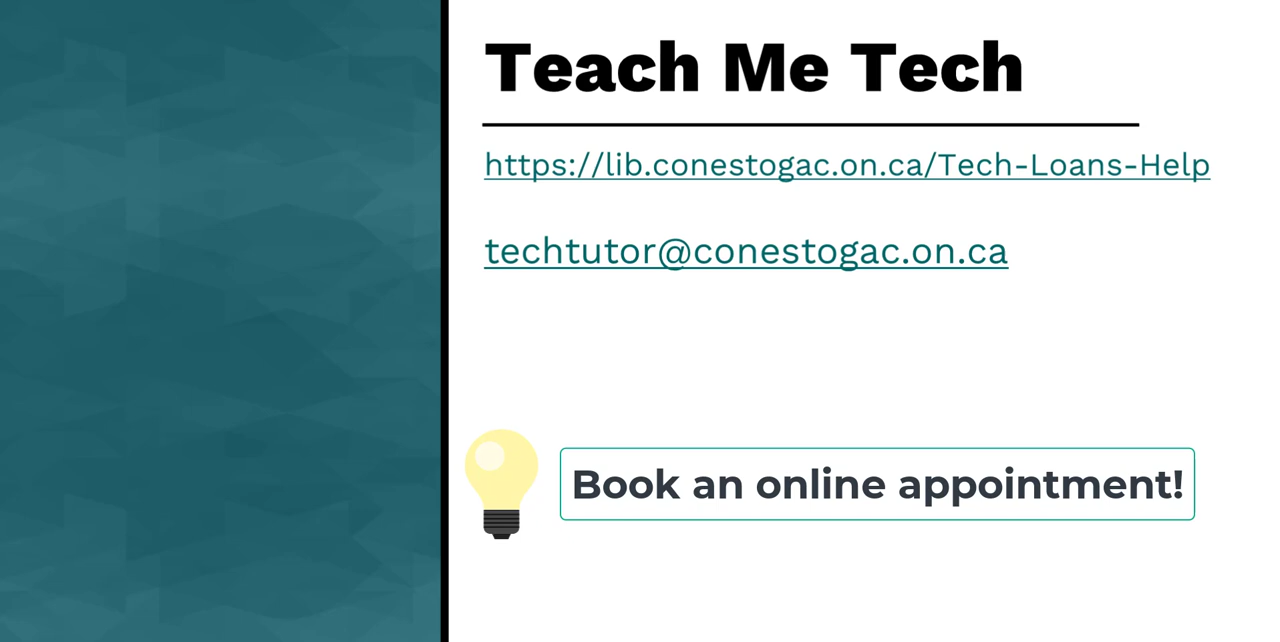 Teach Me Tech
https://lib.conestogac.on.ca/Tech-Loans-Help
techtutor@conestogac.on.ca
Book an online appointment!